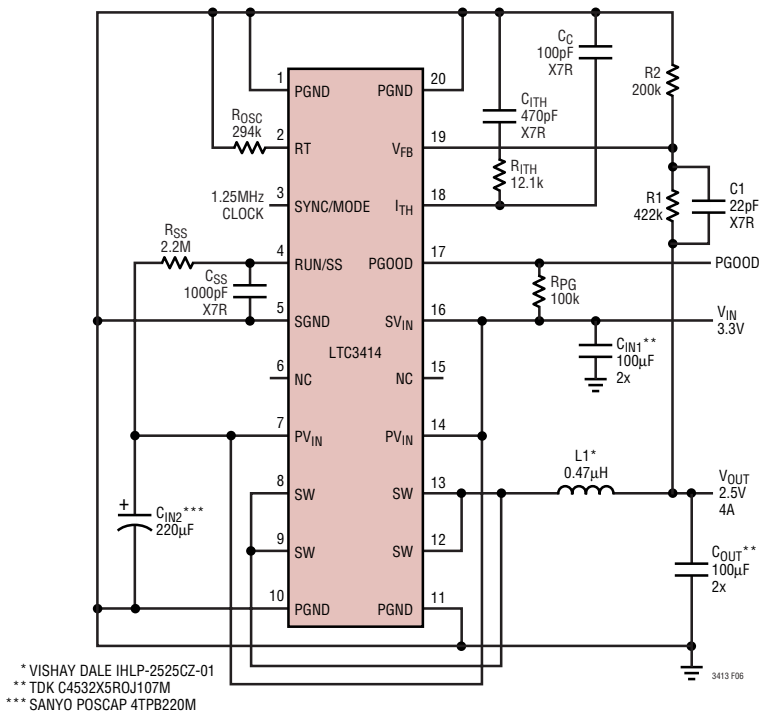 CC
100pF
X7R
R2
200k
1
PGND
PGND
20
CITH
470pF
X7R
ROSC
294k
2
RT
VFB
19
RITH
12.1k
1.25MHz
CLOCK
3
SYNC/MODE
ITH
18
R1
422k
C1
22pF
X7R
RSS
2.2M
4
RUN/SS
PGOOD
17
PGOOD
CSS
1000pF
X7R
RPG
100k
5
SGND
SVIN
16
VIN
3.3V
LTC3414
CIN1**
100µF
2x
6
NC
NC
15
7
PVIN
PVIN
14
L1*
0.47µH
8
SW
SW
13
VOUT
2.5V
4A
+
CIN2***
220µF
9
SW
SW
12
COUT**
100µF
2x
10
PGND
PGND
11
* VISHAY DALE IHLP-2525CZ-01
** TDK C4532X5ROJ107M
*** SANYO POSCAP 4TPB220M
3413 F06